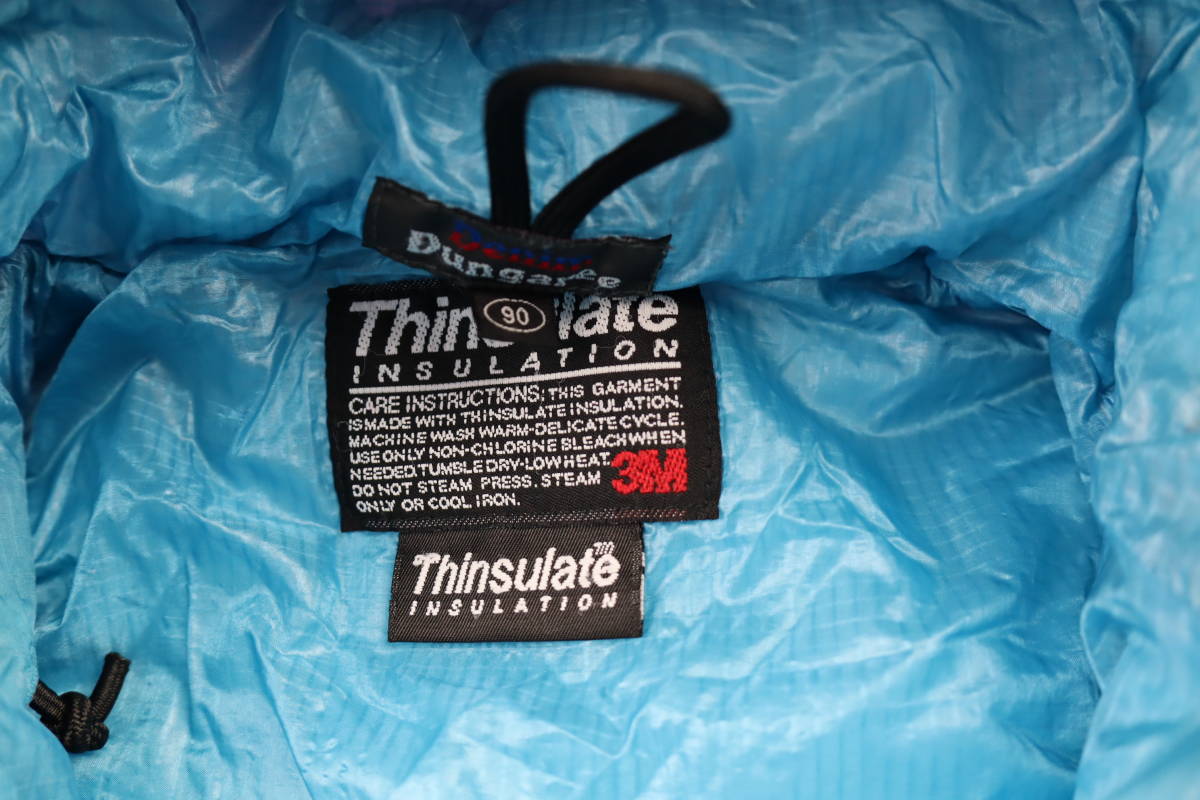 Denim
Dungaree
90
Thinsulate
INSULATION
CARE INSTRUCTIONS: THIS GARMENT
IS MADE WITH THINSULATE INSULATION.
MACHINE WASH WARM-DELICATE CYCLE.
USE ONLY NON-CHLORINE BLEACH WHEN
NEEDED. TUMBLE DRY-LOW HEAT.
DO NOT STEAM PRESS. STEAM
ONLY OR COOL IRON.
3M
Thinsulate
INSULATION